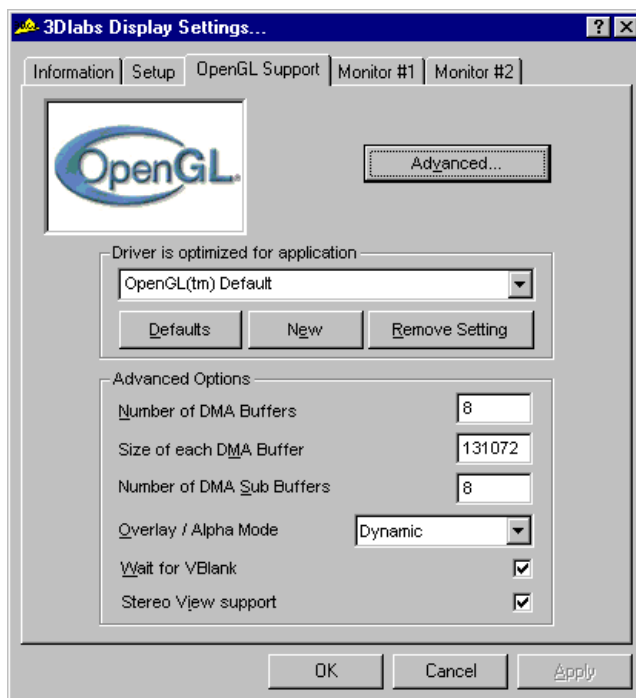 3Dlabs Display Settings...
Information Setup OpenGL Support Monitor #1 Monitor #2
OpenGL.
Advanced...
Driver is optimized for application
OpenGL(tm) Default
Defaults New Remove Setting
Advanced Options
Number of DMA Buffers 8
Size of each DMA Buffer 131072
Number of DMA Sub Buffers 8
Overlay / Alpha Mode Dynamic
Wait for VBlank
Stereo View support
OK Cancel Apply